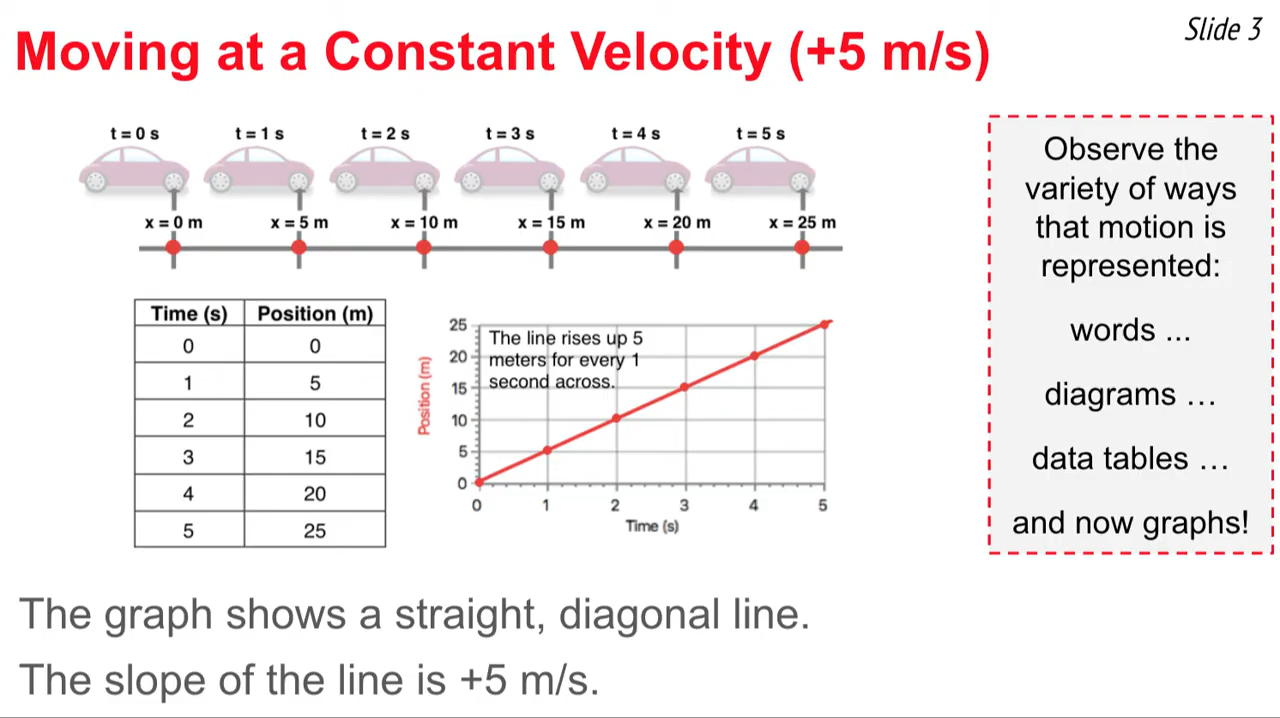 Slide 3
Moving at a Constant Velocity (+5 m/s)
t = 0 s t = 1 s t = 2 s t = 3 s t = 4 s t = 5 s
x = 0 m x = 5 m x = 10 m x = 15 m x = 20 m x = 25 m
Time (s) Position (m)
0 0
1 5
2 10
3 15
4 20
5 25
Position (m)
25
20
15
10
5
0
The line rises up 5
meters for every 1
second across.
0 1 2 3 4 5
Time (s)
Observe the
variety of ways
that motion is
represented:
words ...
diagrams …
data tables …
and now graphs!
The graph shows a straight, diagonal line.
The slope of the line is +5 m/s.